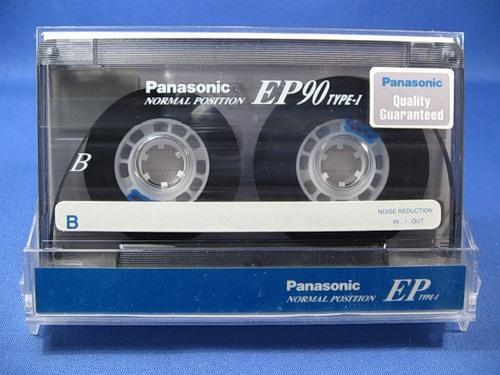 Panasonic
NORMAL POSITION EP90 TYPE-I
Panasonic
Quality
Guaranteed
B
B
NOISE REDUCTION
IN : OUT
Panasonic
NORMAL POSITION EP TYPE-I